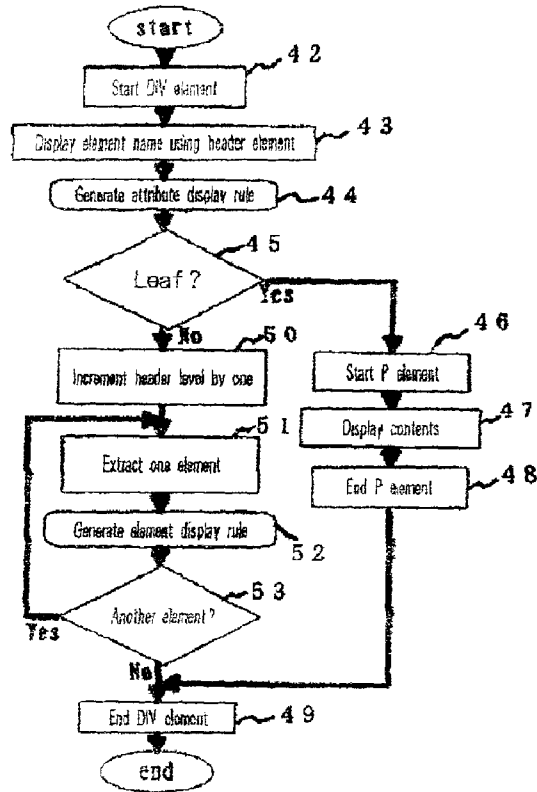 start
42
Start DIV element
43
Display element name using header element
44
Generate attribute display rule
45
Leaf?
Yes
No
50
Increment header level by one
46
Start P element
47
Display contents
48
End P element
51
Extract one element
Generate element display rule
52
53
Another element?
Yes
No
End DIV element
49
end